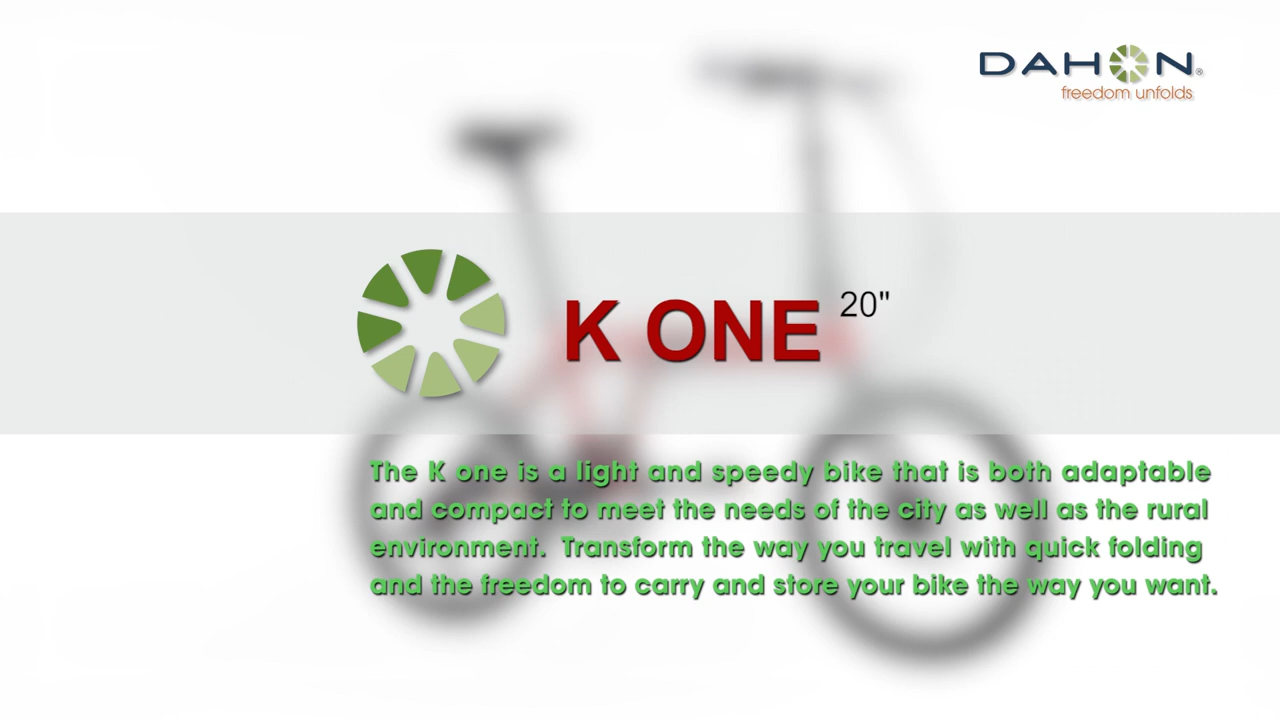 DAHON®
freedom unfolds
K ONE 20"
The K one is a light and speedy bike that is both adaptable
and compact to meet the needs of the city as well as the rural
environment. Transform the way you travel with quick folding
and the freedom to carry and store your bike the way you want.